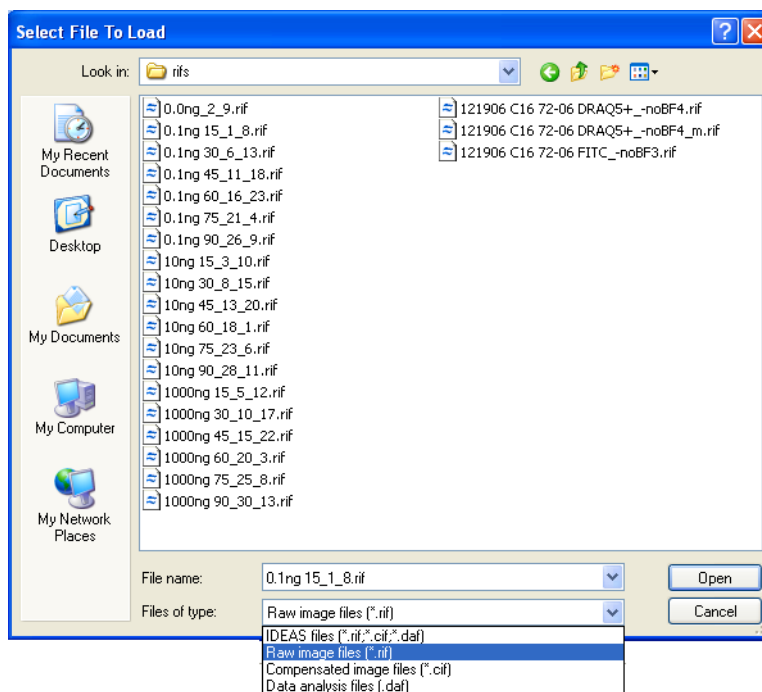 Select File To Load
Look in:
rifs
My Recent
Documents
Desktop
My Documents
My Computer
My Network
Places
0.0ng_2_9.rif
0.1ng 15_1_8.rif
0.1ng 30_6_13.rif
0.1ng 45_11_18.rif
0.1ng 60_16_23.rif
0.1ng 75_21_4.rif
0.1ng 90_26_9.rif
10ng 15_3_10.rif
10ng 30_8_15.rif
10ng 45_13_20.rif
10ng 60_18_1.rif
10ng 75_23_6.rif
10ng 90_28_11.rif
1000ng 15_5_12.rif
1000ng 30_10_17.rif
1000ng 45_15_22.rif
1000ng 60_20_3.rif
1000ng 75_25_8.rif
1000ng 90_30_13.rif
121906 C16 72-06 DRAQ5+_-noBF4.rif
121906 C16 72-06 DRAQ5+_-noBF4_m.rif
121906 C16 72-06 FITC_-noBF3.rif
File name:
0.1ng 15_1_8.rif
Open
Files of type:
Raw image files (*.rif)
Cancel
IDEAS files (*.rif;*.cif;*.daf)
Raw image files (*.rif)
Compensated image files (*.cif)
Data analysis files (.daf)